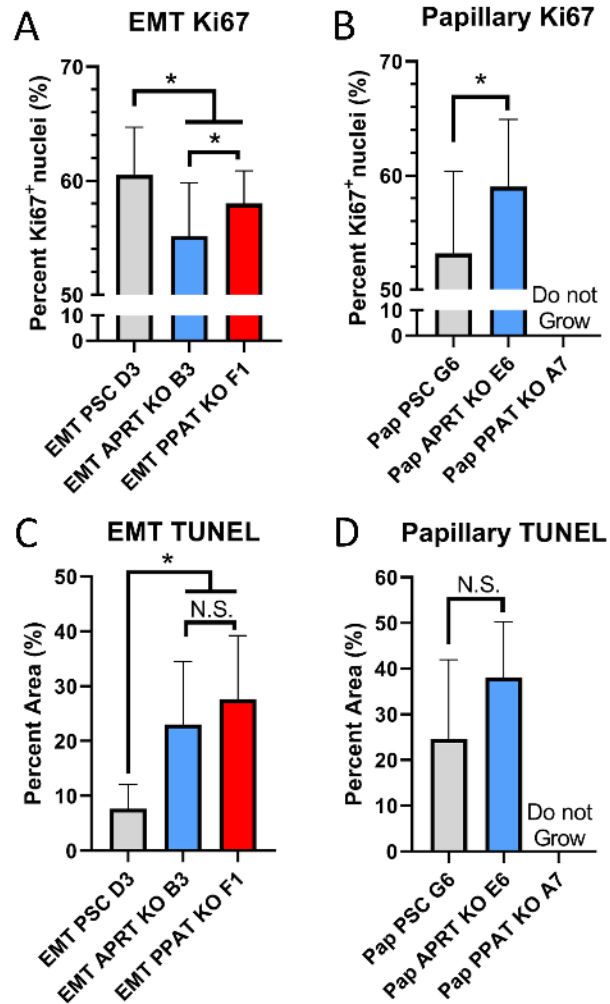 A
EMT Ki67
Percent Ki67⁺ nuclei (%)
70
60
50
10
0
*
*
EMT PSC D3
EMT APRT KO B3
EMT PPAT KO F1
B
Papillary Ki67
Percent Ki67⁺ nuclei (%)
70
60
50
10
0
*
Do not
Grow
Pap PSC G6
Pap APRT KO E6
Pap PPAT KO A7
C
EMT TUNEL
Percent Area (%)
50
40
30
20
10
0
*
N.S.
EMT PSC D3
EMT APRT KO B3
EMT PPAT KO F1
D
Papillary TUNEL
Percent Area (%)
60
50
40
30
20
10
0
N.S.
Do not
Grow
Pap PSC G6
Pap APRT KO E6
Pap PPAT KO A7